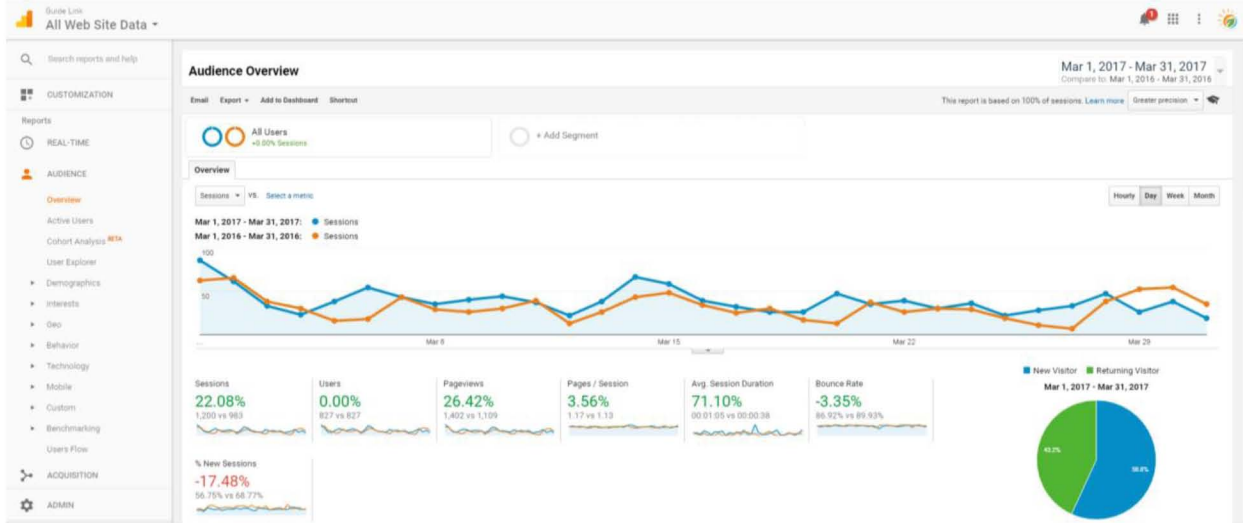 Guide Link
All Web Site Data
1
Search reports and help
CUSTOMIZATION
Reports
REAL-TIME
AUDIENCE
Overview
Active Users
Cohort Analysis BETA
User Explorer
Demographics
Interests
Geo
Behavior
Technology
Mobile
Custom
Benchmarking
Users Flow
ACQUISITION
ADMIN
Audience Overview
Mar 1, 2017 - Mar 31, 2017
Compare to: Mar 1, 2016 - Mar 31, 2016
Email Export Add to Dashboard Shortcut
This report is based on 100% of sessions. Learn more Greater precision
All Users
+0.00% Sessions
+ Add Segment
Overview
Sessions VS. Select a metric
Hourly Day Week Month
Mar 1, 2017 - Mar 31, 2017: Sessions
Mar 1, 2016 - Mar 31, 2016: Sessions
100
50
... Mar 8 Mar 15 Mar 22 Mar 29
Sessions
22.08%
1,200 vs 983
Users
0.00%
827 vs 827
Pageviews
26.42%
1,402 vs 1,109
Pages / Session
3.56%
1.17 vs 1.13
Avg. Session Duration
71.10%
00:01:05 vs 00:00:38
Bounce Rate
-3.35%
86.92% vs 89.93%
% New Sessions
-17.48%
56.75% vs 68.77%
New Visitor Returning Visitor
Mar 1, 2017 - Mar 31, 2017
43.2%